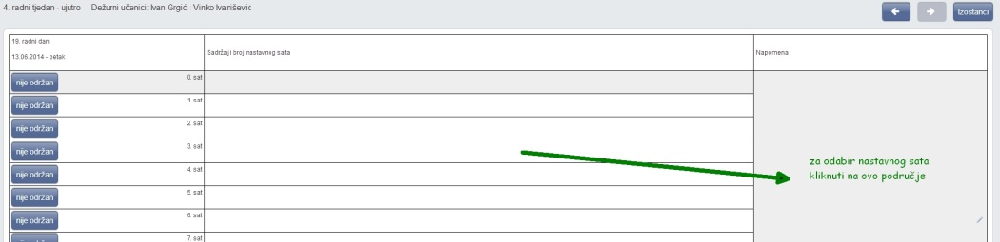 4. radni tjedan - ujutro Dežurni učenici: Ivan Grgić i Vinko Ivanišević
Izostanci
19. radni dan
13.06.2014 - petak
Sadržaj i broj nastavnog sata
Napomena
nije održan 0. sat
nije održan 1. sat
nije održan 2. sat
nije održan 3. sat
nije održan 4. sat
nije održan 5. sat
nije održan 6. sat
7. sat
za odabir nastavnog sata
kliknuti na ovo područje